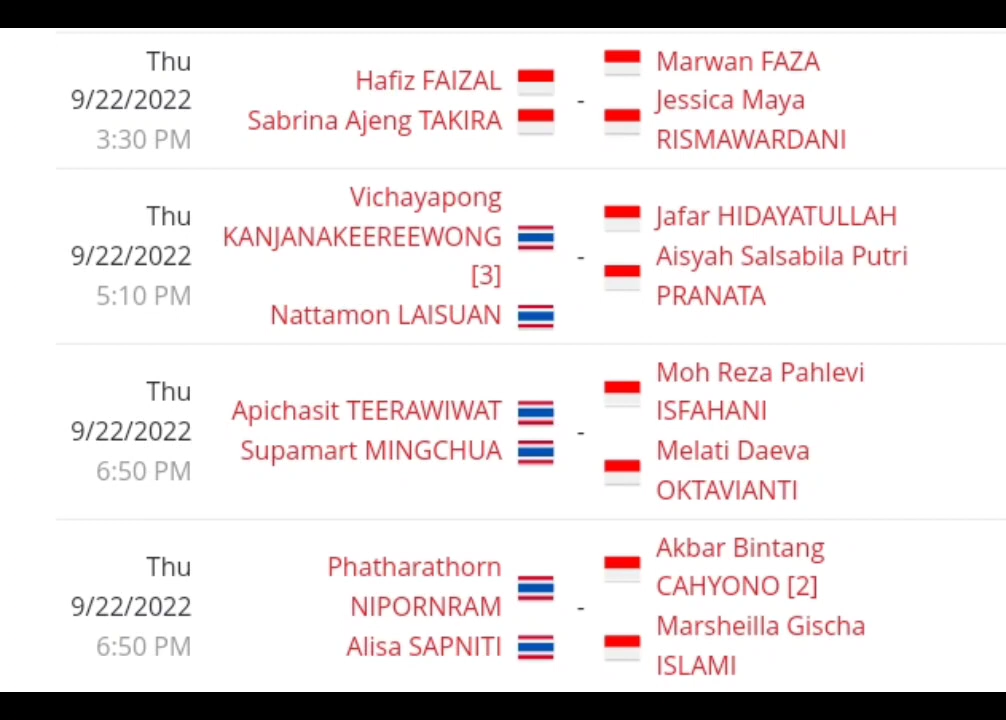 Thu
9/22/2022
3:30 PM
Hafiz FAIZAL
Sabrina Ajeng TAKIRA
-
Marwan FAZA
Jessica Maya
RISMAWARDANI
Thu
9/22/2022
5:10 PM
Vichayapong
KANJANAKEEREEWONG
[3]
Nattamon LAISUAN
-
Jafar HIDAYATULLAH
Aisyah Salsabila Putri
PRANATA
Thu
9/22/2022
6:50 PM
Apichasit TEERAWIWAT
Supamart MINGCHUA
-
Moh Reza Pahlevi
ISFAHANI
Melati Daeva
OKTAVIANTI
Thu
9/22/2022
6:50 PM
Phatharathorn
NIPORNRAM
Alisa SAPNITI
-
Akbar Bintang
CAHYONO [2]
Marsheilla Gischa
ISLAMI